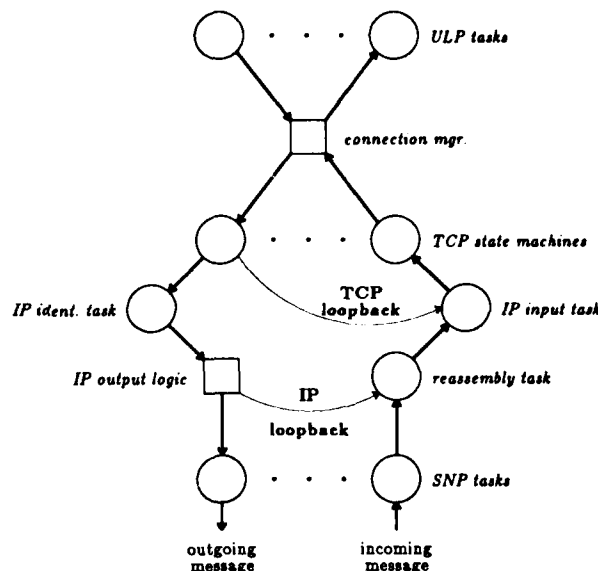 ULP tasks
connection mgr.
TCP state machines
TCP
loopback
IP ident. task
IP input task
IP output logic
IP
loopback
reassembly task
SNP tasks
outgoing
message
incoming
message